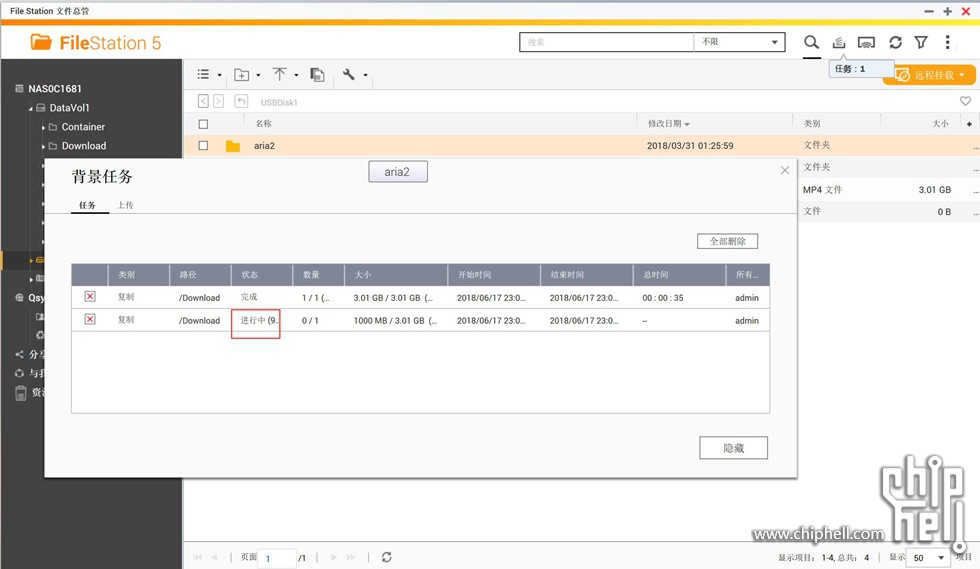 File Station 文件总管
FileStation 5
搜索
不限
任务：1
远程挂载
NAS0C1681
DataVol1
Container
Download
Qsy
分享
与我
资源
USBDisk1
名称
修改日期
类别
大小
aria2
2018/03/31 01:25:59
文件夹
...
文件夹
...
MP4 文件
3.01 GB
...
文件
0 B
...
背景任务
aria2
任务
上传
全部删除
类别
路径
状态
数量
大小
开始时间
结束时间
总时间
所有...
复制
/Download
完成
1 / 1 (...
3.01 GB / 3.01 GB (...
2018/06/17 23:0...
2018/06/17 23:0...
00 : 00 : 35
admin
复制
/Download
进行中 (9...
0 / 1
1000 MB / 3.01 GB (...
2018/06/17 23:0...
2018/06/17 23:0...
--
admin
隐藏
页面 1 /1
显示项目： 1-4, 总共： 4
显示 50 项目
chip hell
www.chiphell.com